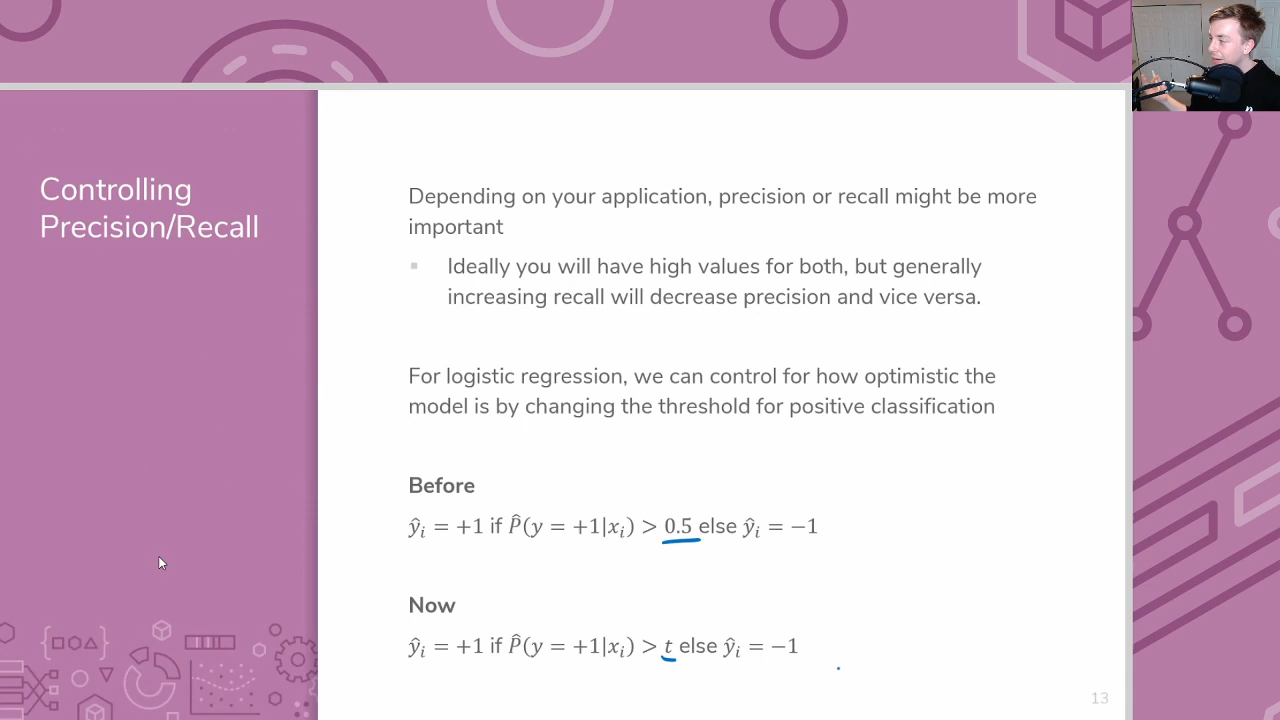 Controlling
Precision/Recall
Depending on your application, precision or recall might be more
important
▪ Ideally you will have high values for both, but generally
increasing recall will decrease precision and vice versa.
For logistic regression, we can control for how optimistic the
model is by changing the threshold for positive classification
Before
ŷᵢ = +1 if P̂(y = +1|xᵢ) > 0.5 else ŷᵢ = −1
Now
ŷᵢ = +1 if P̂(y = +1|xᵢ) > t else ŷᵢ = −1
13